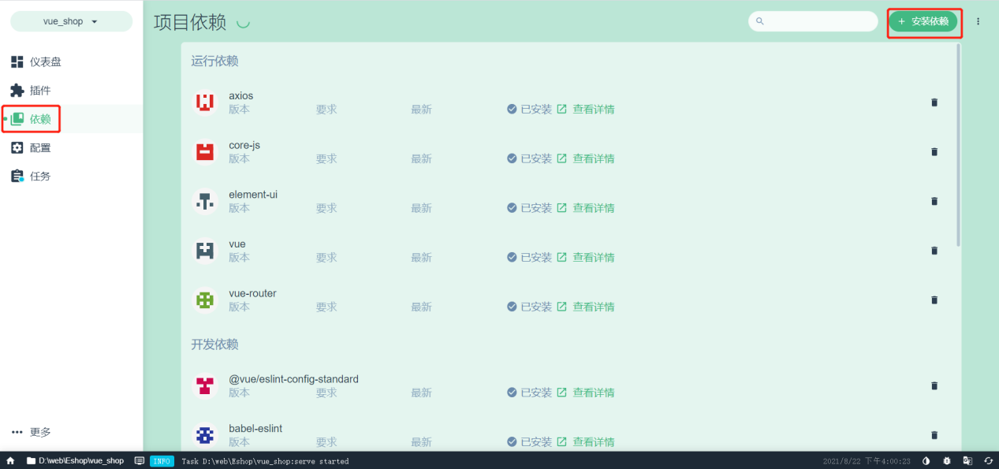 vue_shop
项目依赖
安装依赖
仪表盘
插件
依赖
配置
任务
更多
运行依赖
axios
版本 要求 最新 已安装 查看详情
core-js
版本 要求 最新 已安装 查看详情
element-ui
版本 要求 最新 已安装 查看详情
vue
版本 要求 最新 已安装 查看详情
vue-router
版本 要求 最新 已安装 查看详情
开发依赖
@vue/eslint-config-standard
版本 要求 最新 已安装 查看详情
babel-eslint
版本 要求 最新 已安装 查看详情
D:\web\Eshop\vue_shop INFO Task D:\web\Eshop\vue_shop:serve started 2021/8/22 下午4:00:23